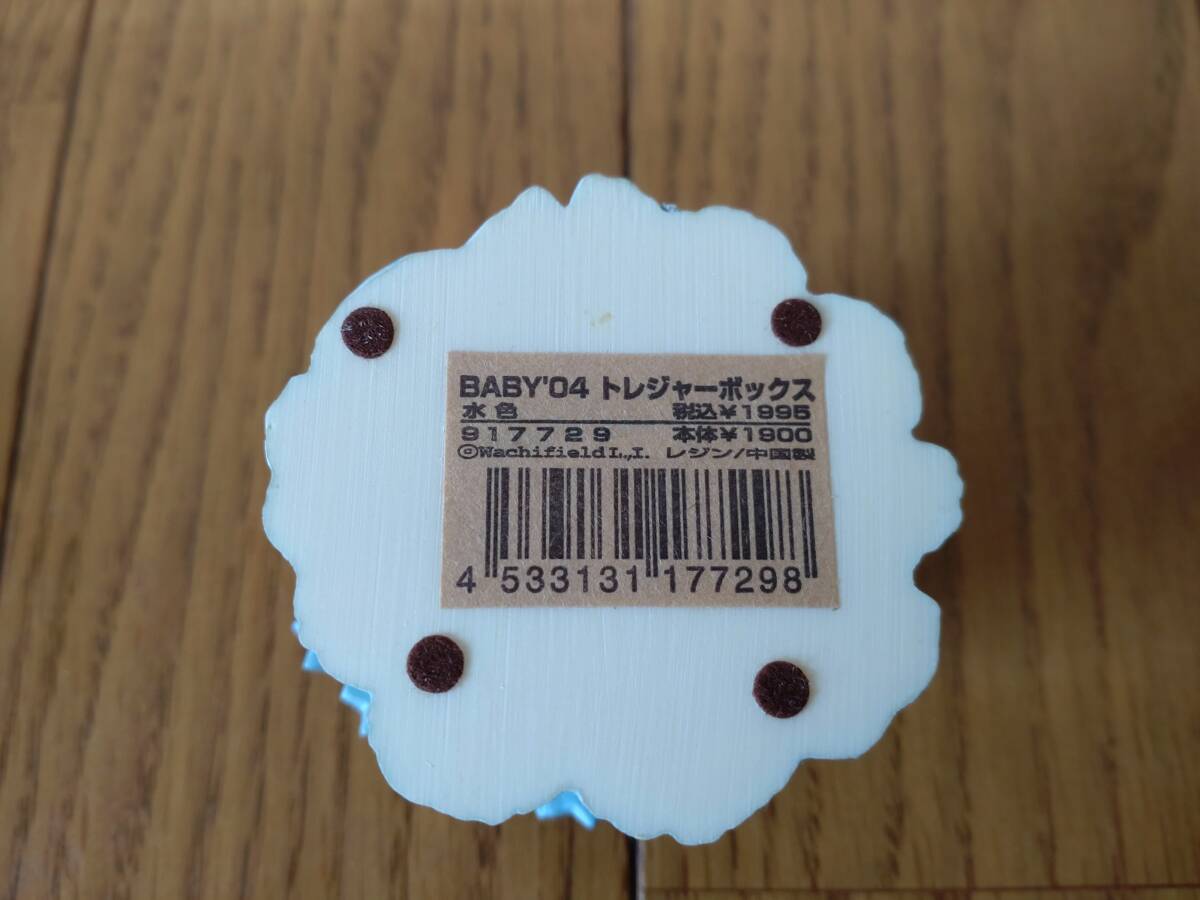 BABY'04 トレジャーボックス
水色 税込¥1995
917729 本体¥1900
©Wachifield L.,I. レジン/中国製
4 533131 177298